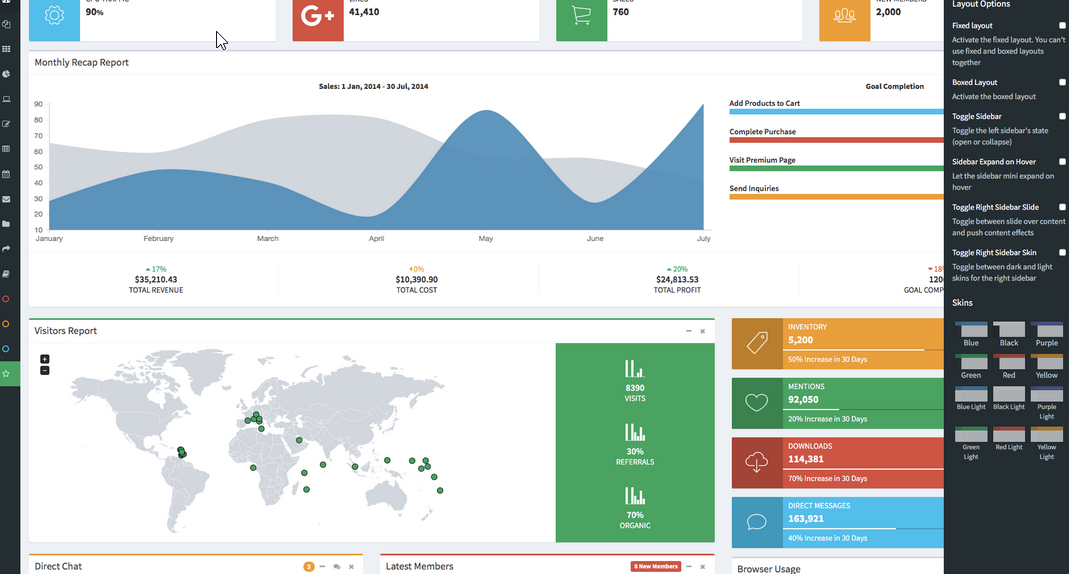 90%
41,410
760
2,000
Monthly Recap Report
Sales: 1 Jan, 2014 - 30 Jul, 2014
90
80
70
60
50
40
30
20
10
January
February
March
April
May
June
July
Goal Completion
Add Products to Cart
Complete Purchase
Visit Premium Page
Send Inquiries
17%
$35,210.43
TOTAL REVENUE
0%
$10,390.90
TOTAL COST
20%
$24,813.53
TOTAL PROFIT
18%
120
GOAL COMP
Visitors Report
+
−
8390
VISITS
30%
REFERRALS
70%
ORGANIC
INVENTORY
5,200
50% Increase in 30 Days
MENTIONS
92,050
20% Increase in 30 Days
DOWNLOADS
114,381
70% Increase in 30 Days
DIRECT MESSAGES
163,921
40% Increase in 30 Days
Direct Chat
3
Latest Members
8 New Members
Browser Usage
Layout Options
Fixed layout
Activate the fixed layout. You can't
use fixed and boxed layouts
together
Boxed Layout
Activate the boxed layout
Toggle Sidebar
Toggle the left sidebar's state
(open or collapse)
Sidebar Expand on Hover
Let the sidebar mini expand on
hover
Toggle Right Sidebar Slide
Toggle between slide over content
and push content effects
Toggle Right Sidebar Skin
Toggle between dark and light
skins for the right sidebar
Skins
Blue
Black
Purple
Green
Red
Yellow
Blue Light
Black Light
Purple
Light
Green
Light
Red Light
Yellow
Light